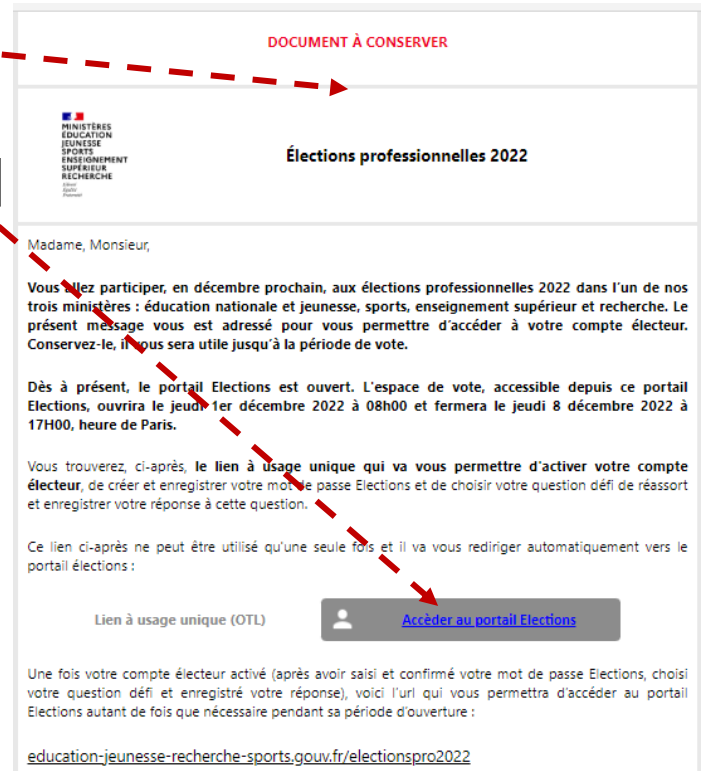 DOCUMENT À CONSERVER
MINISTÈRES
ÉDUCATION
JEUNESSE
SPORTS
ENSEIGNEMENT
SUPÉRIEUR
RECHERCHE
Liberté
Égalité
Fraternité
Élections professionnelles 2022
Madame, Monsieur,
Vous allez participer, en décembre prochain, aux élections professionnelles 2022 dans l'un de nos
trois ministères : éducation nationale et jeunesse, sports, enseignement supérieur et recherche. Le
présent message vous est adressé pour vous permettre d'accéder à votre compte électeur.
Conservez-le, il vous sera utile jusqu'à la période de vote.
Dès à présent, le portail Elections est ouvert. L'espace de vote, accessible depuis ce portail
Elections, ouvrira le jeudi 1er décembre 2022 à 08h00 et fermera le jeudi 8 décembre 2022 à
17H00, heure de Paris.
Vous trouverez, ci-après, le lien à usage unique qui va vous permettre d'activer votre compte
électeur, de créer et enregistrer votre mot de passe Elections et de choisir votre question défi de réassort
et enregistrer votre réponse à cette question.
Ce lien ci-après ne peut être utilisé qu'une seule fois et il va vous rediriger automatiquement vers le
portail élections :
Lien à usage unique (OTL)
Accèder au portail Elections
Une fois votre compte électeur activé (après avoir saisi et confirmé votre mot de passe Elections, choisi
votre question défi et enregistré votre réponse), voici l'url qui vous permettra d'accéder au portail
Elections autant de fois que nécessaire pendant sa période d'ouverture :
education-jeunesse-recherche-sports.gouv.fr/electionspro2022